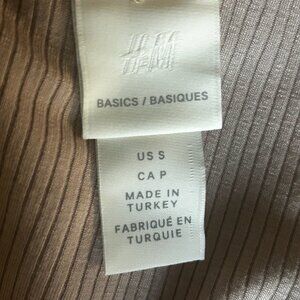 H&M
BASICS / BASIQUES
US S
CA P
MADE IN
TURKEY
FABRIQUÉ EN
TURQUIE